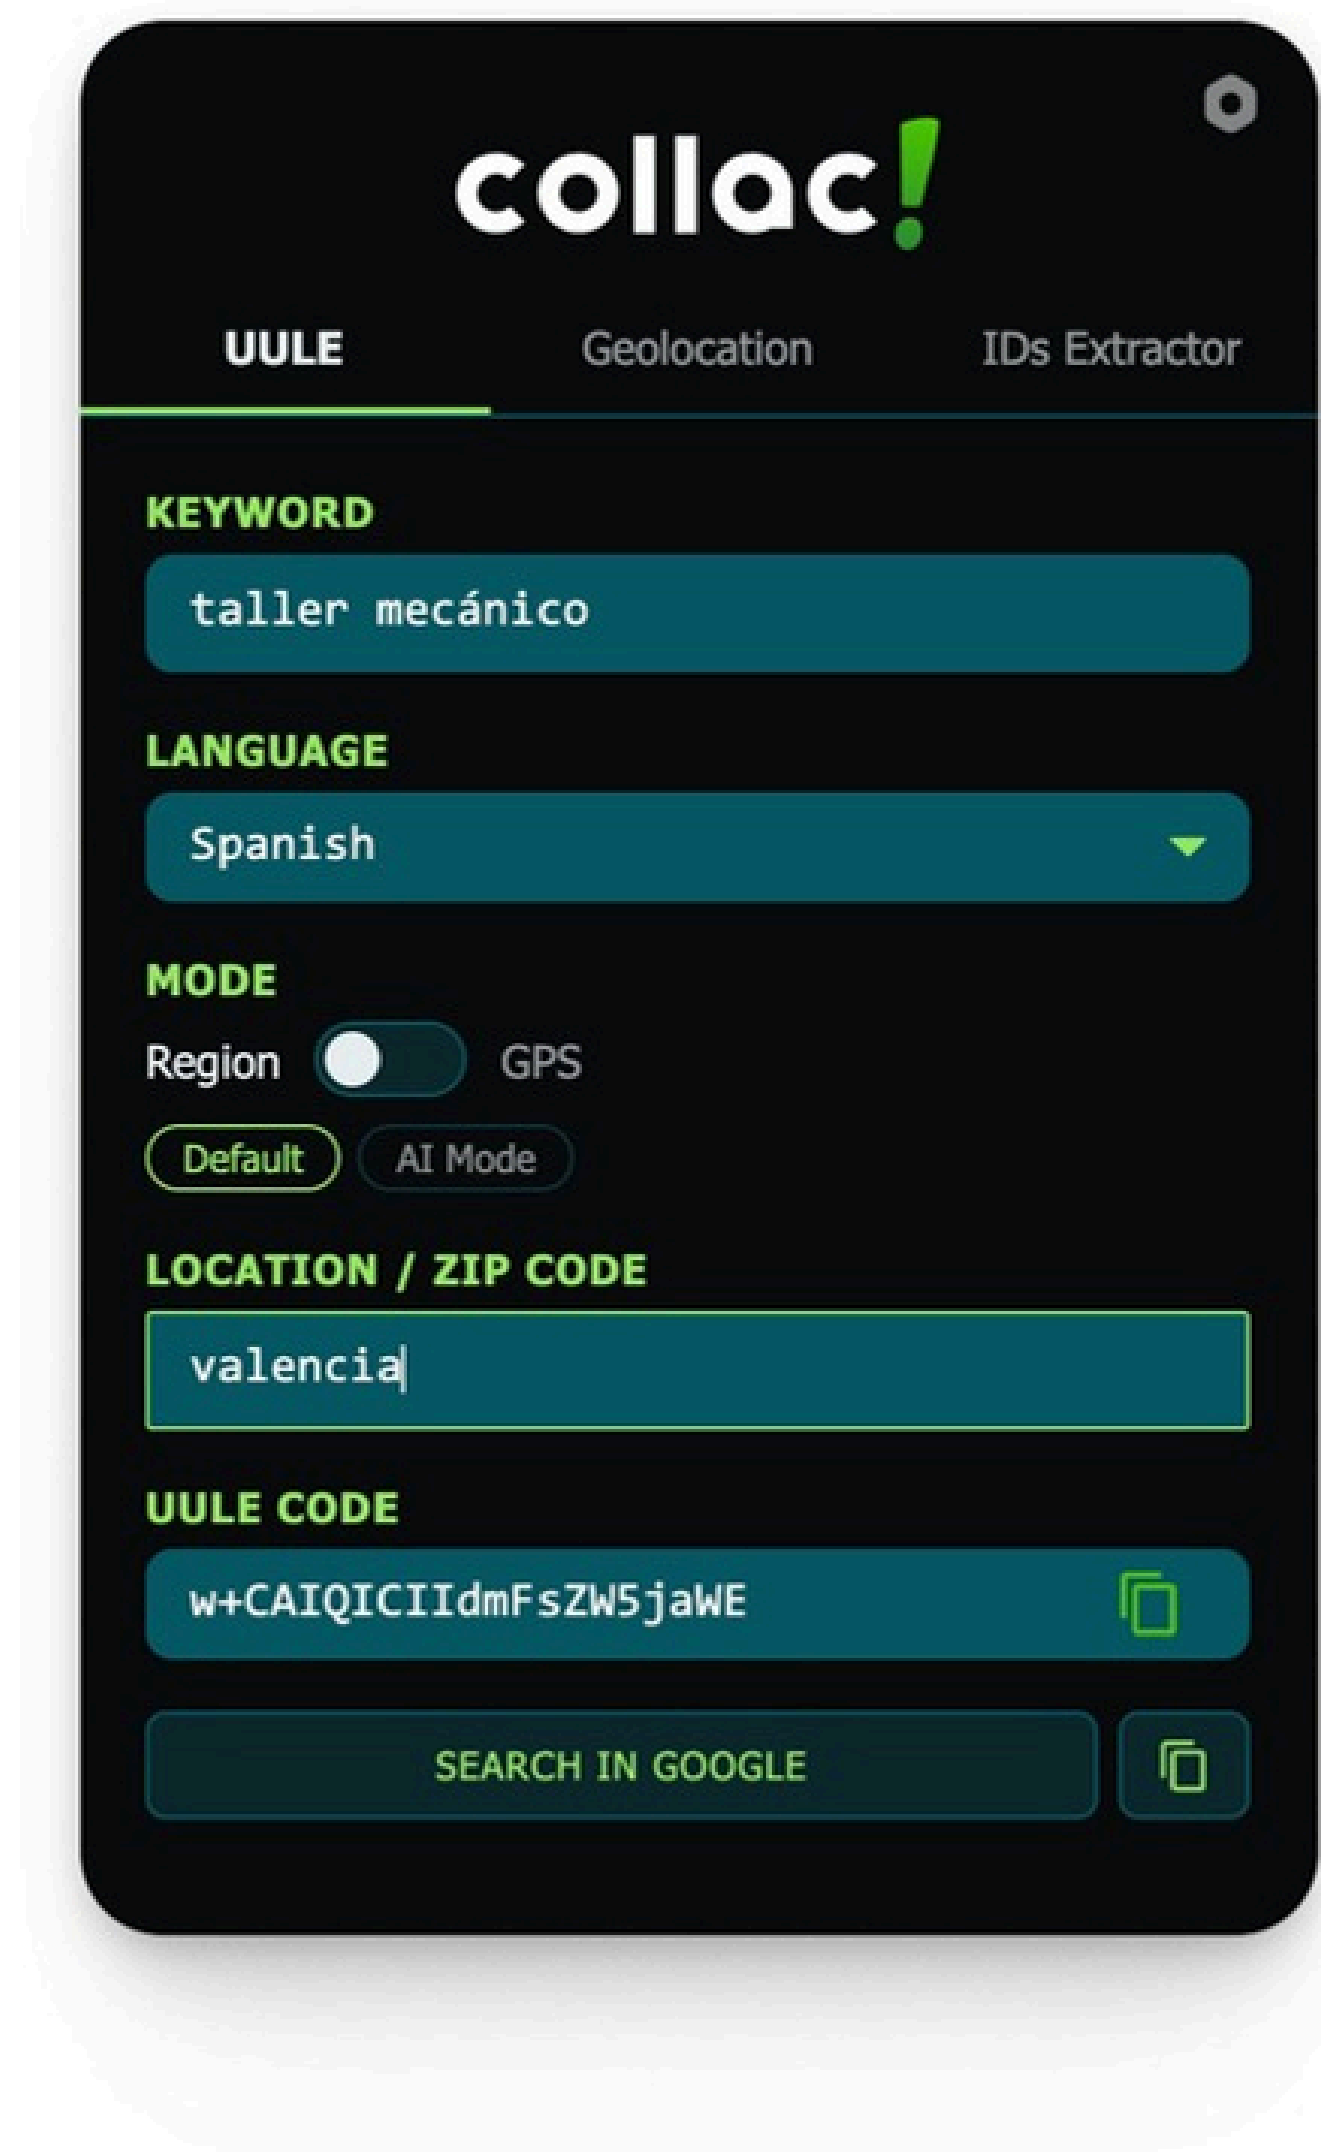 collac!
UULE Geolocation IDs Extractor
KEYWORD
taller mecánico
LANGUAGE
Spanish
MODE
Region GPS
Default AI Mode
LOCATION / ZIP CODE
valencia
UULE CODE
w+CAIQICIIdmFsZW5jaWE
SEARCH IN GOOGLE